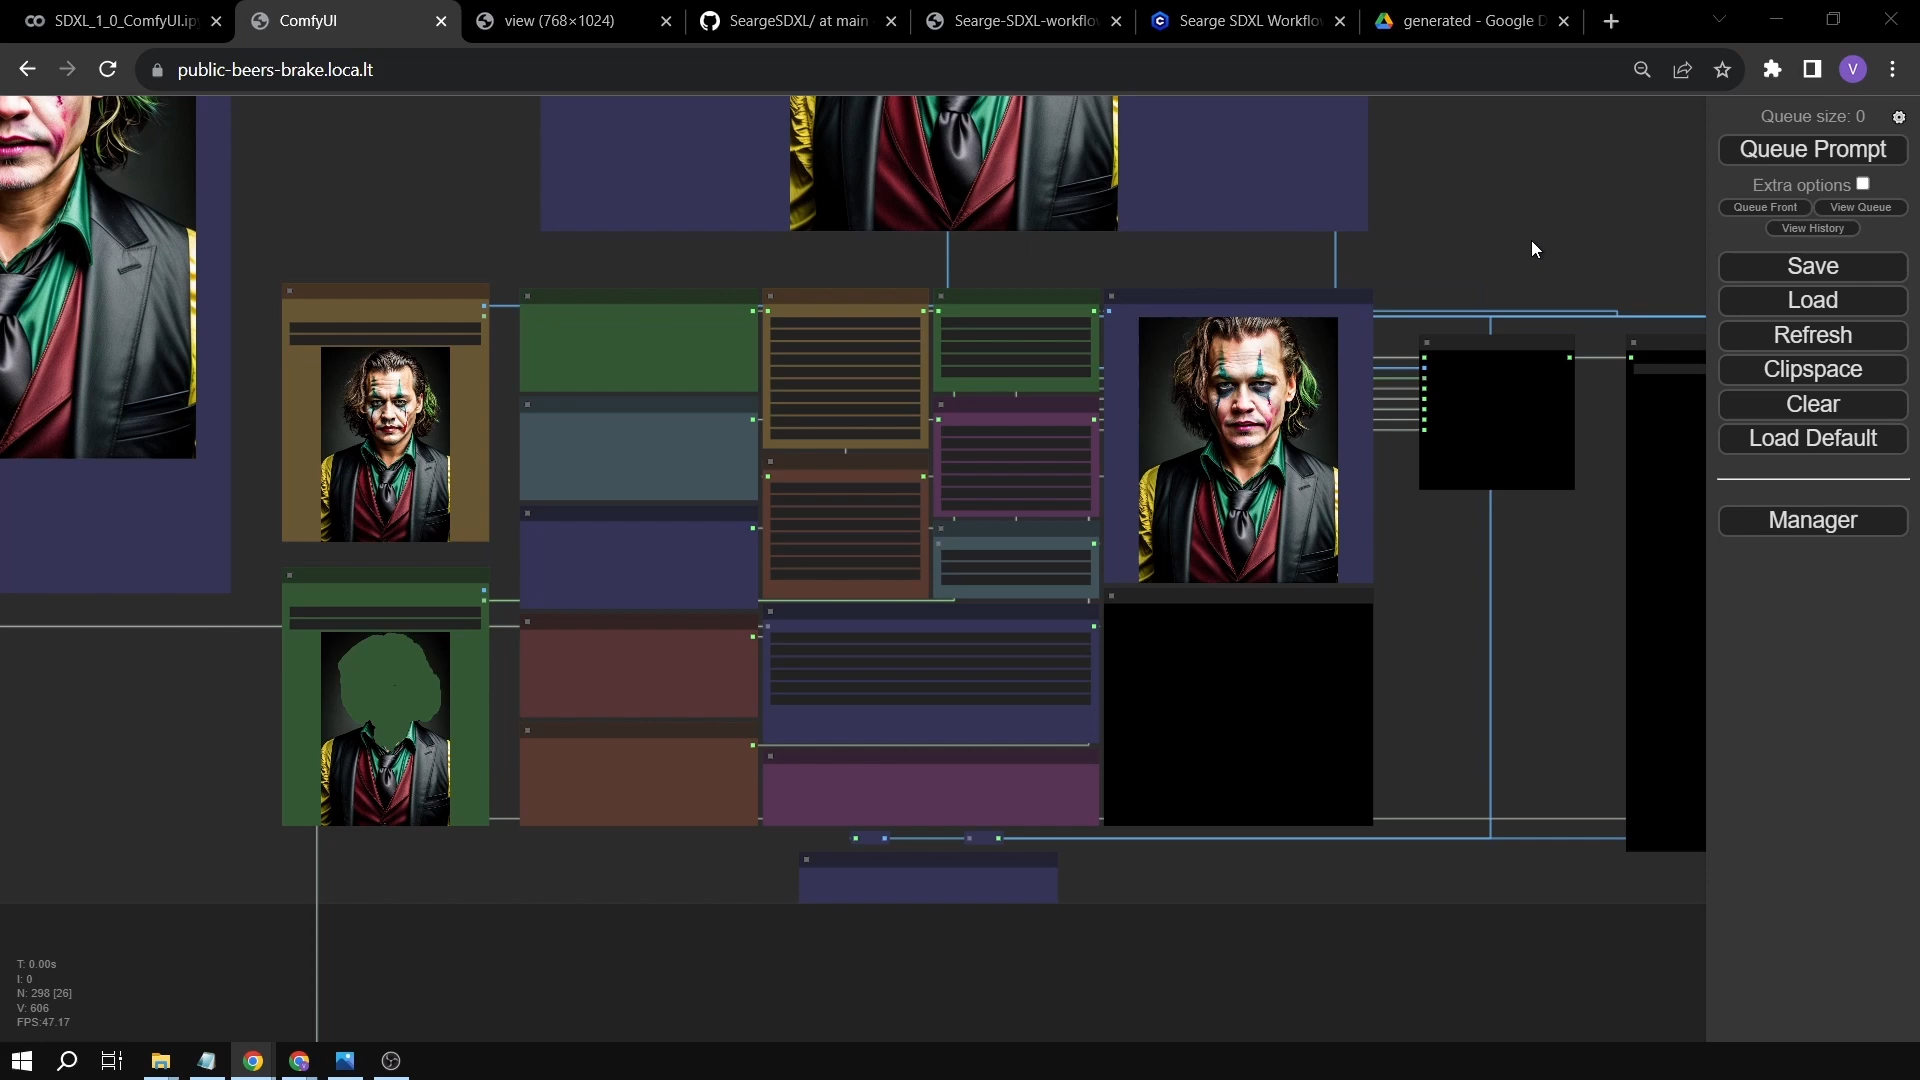 SDXL_1_0_ComfyUI.ip
ComfyUI
view (768×1024)
SeargeSDXL/ at main
Searge-SDXL-workflo
Searge SDXL Workflo
generated - Google D
public-beers-brake.loca.lt
V
Queue size: 0
Queue Prompt
Extra options
Queue Front
View Queue
View History
Save
Load
Refresh
Clipspace
Clear
Load Default
Manager
T: 0.00s
I: 0
N: 298 [26]
V: 606
FPS:47.17